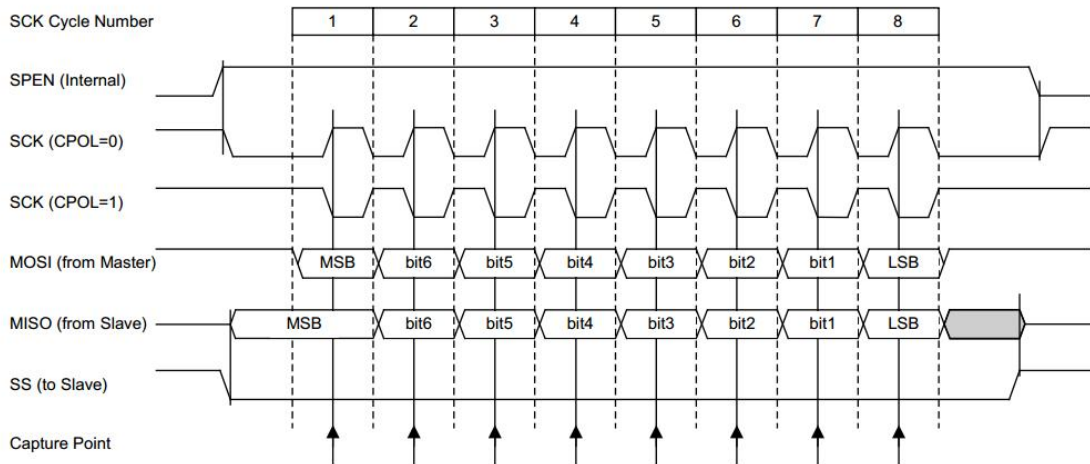 SCK Cycle Number 1 2 3 4 5 6 7 8
SPEN (Internal)
SCK (CPOL=0)
SCK (CPOL=1)
MOSI (from Master) MSB bit6 bit5 bit4 bit3 bit2 bit1 LSB
MISO (from Slave) MSB bit6 bit5 bit4 bit3 bit2 bit1 LSB
SS (to Slave)
Capture Point